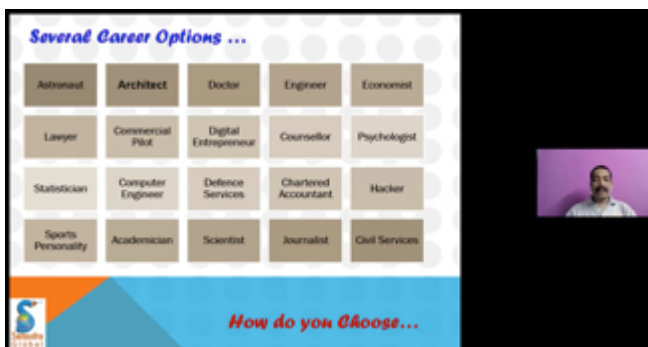 Several Career Options ...
Astronaut
Architect
Doctor
Engineer
Economist
Lawyer
Commercial
Pilot
Digital
Entrepreneur
Counsellor
Psychologist
Statistician
Computer
Engineer
Defence
Services
Chartered
Accountant
Hacker
Sports
Personality
Academician
Scientist
Journalist
Civil Services
Global
How do you Choose...